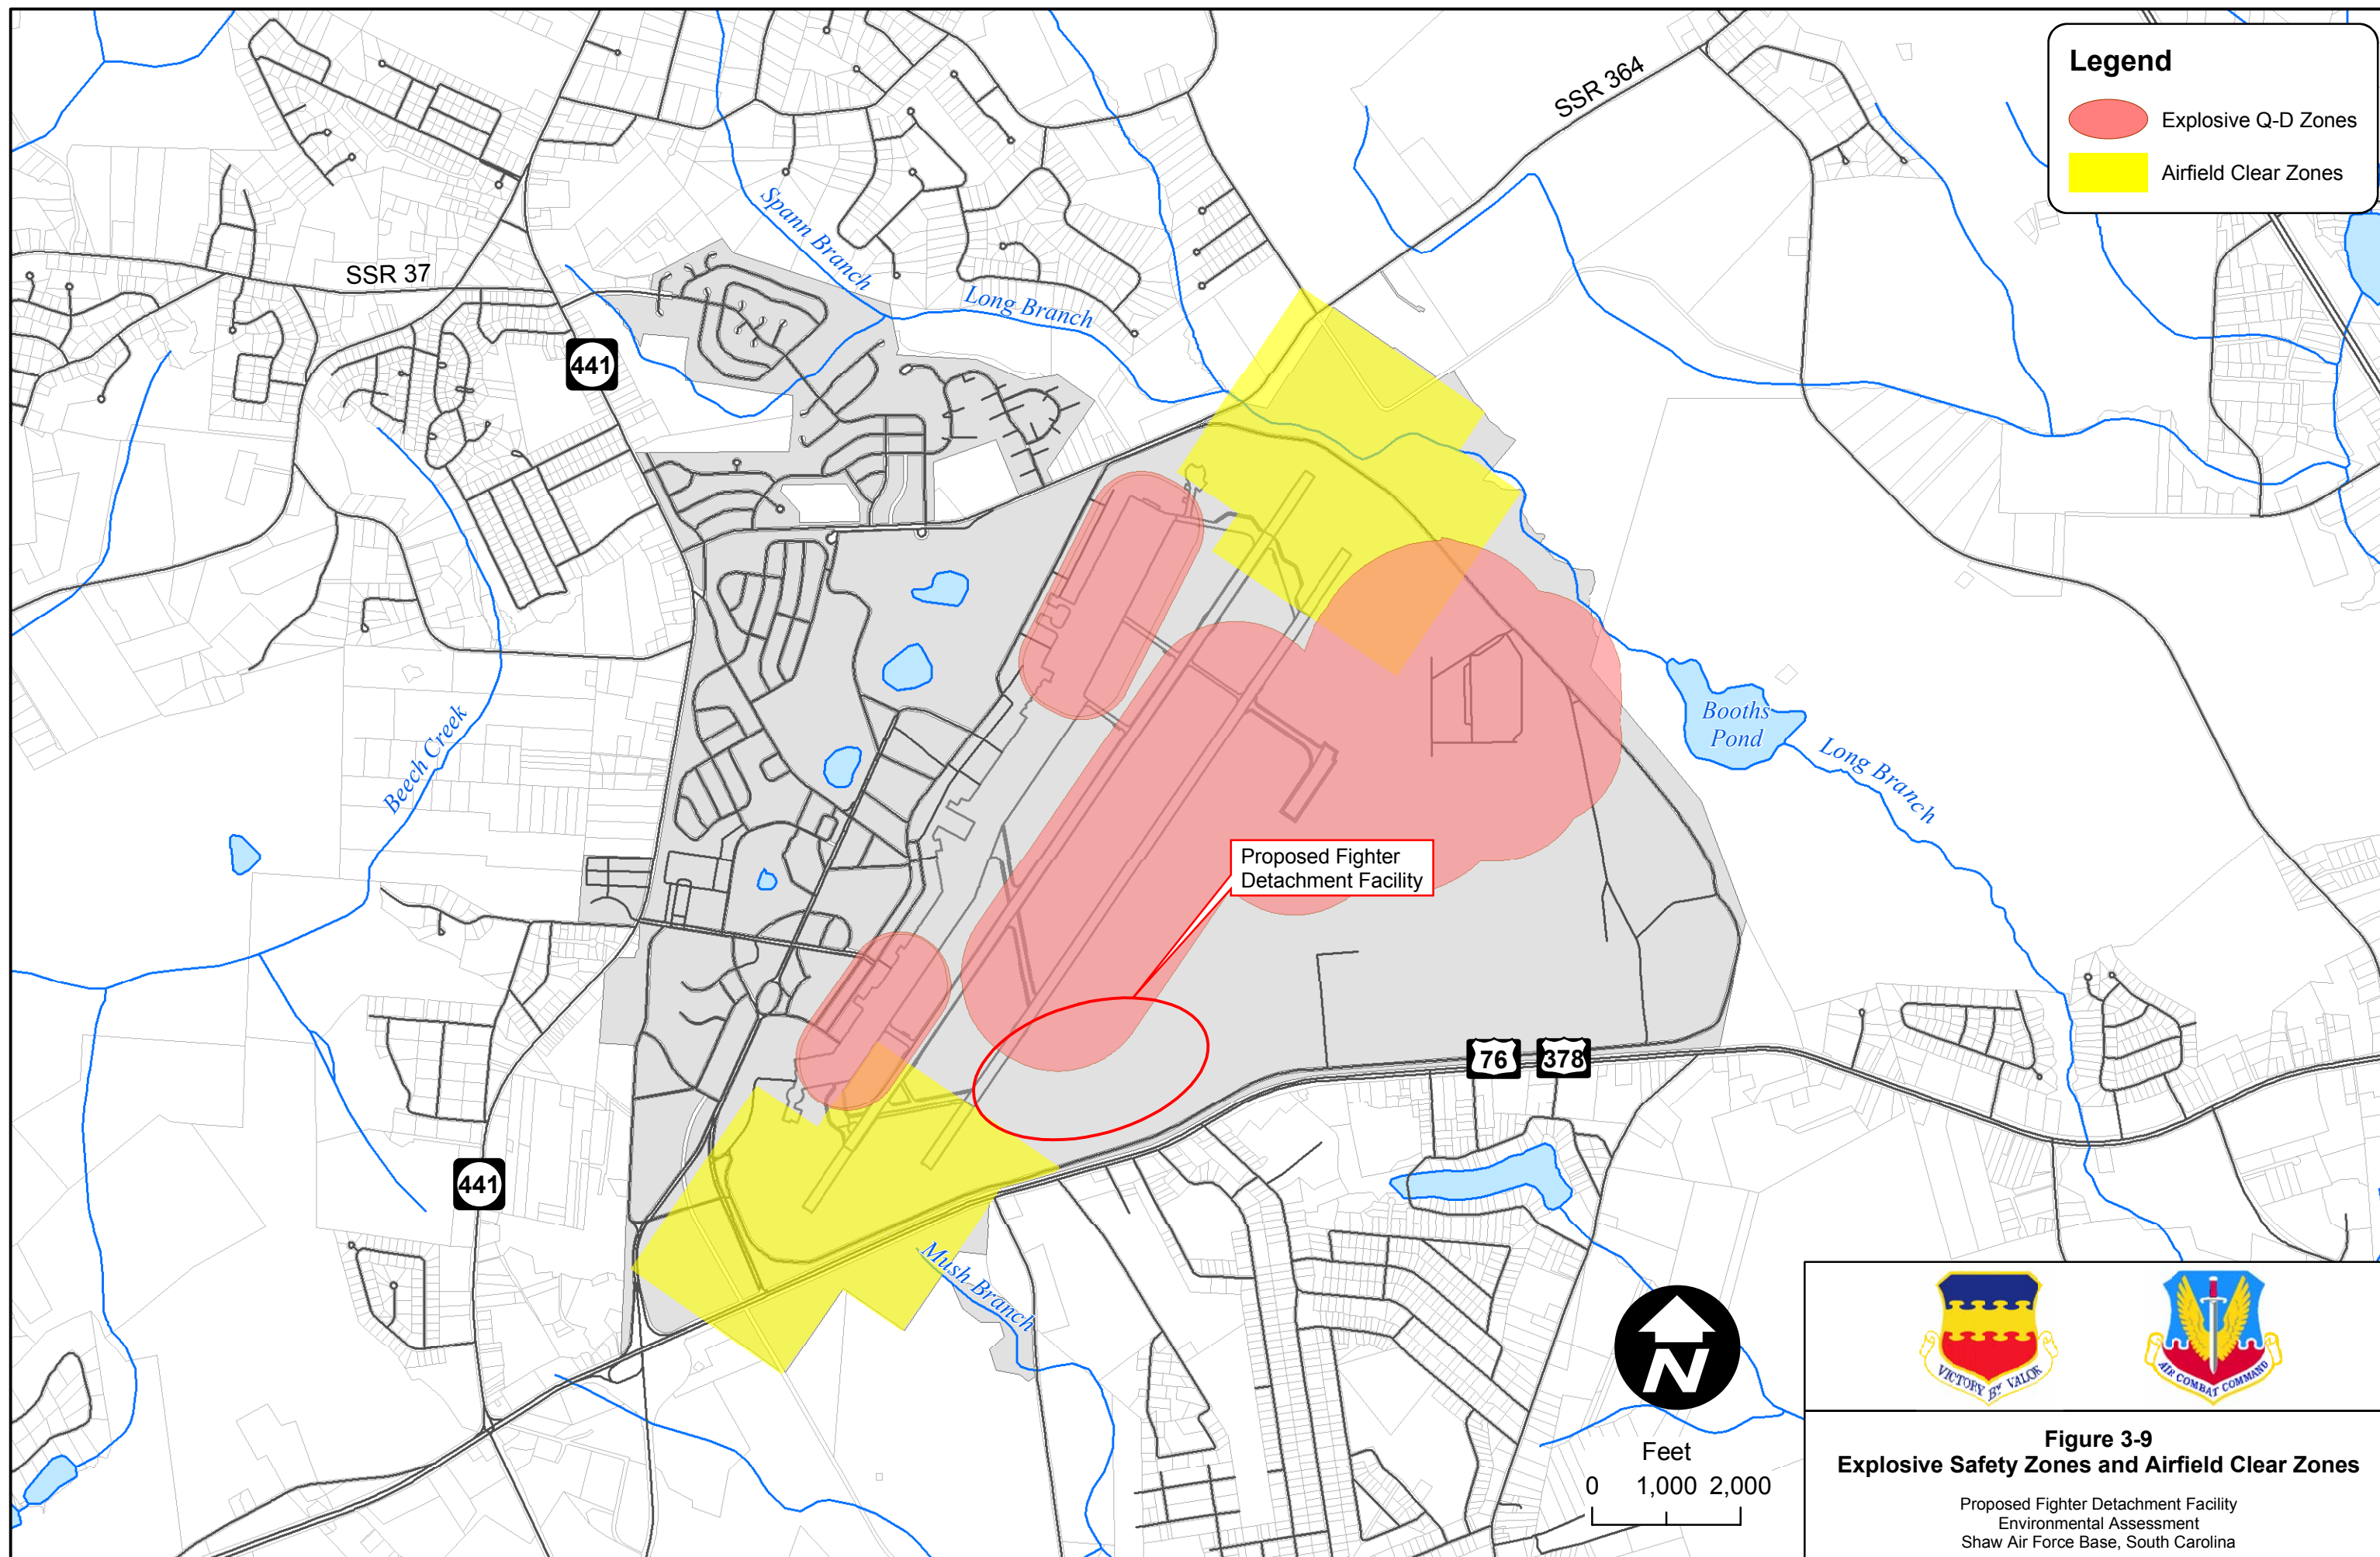 Legend
Explosive Q-D Zones
Airfield Clear Zones
SSR 364
SSR 37
Spann Branch
Long Branch
441
Beech Creek
Booths
Pond
Long Branch
Proposed Fighter
Detachment Facility
76
378
441
Mush Branch
N
Feet
0 1,000 2,000
VICTORY BY VALOR
AIR COMBAT COMMAND
Figure 3-9
Explosive Safety Zones and Airfield Clear Zones
Proposed Fighter Detachment Facility
Environmental Assessment
Shaw Air Force Base, South Carolina